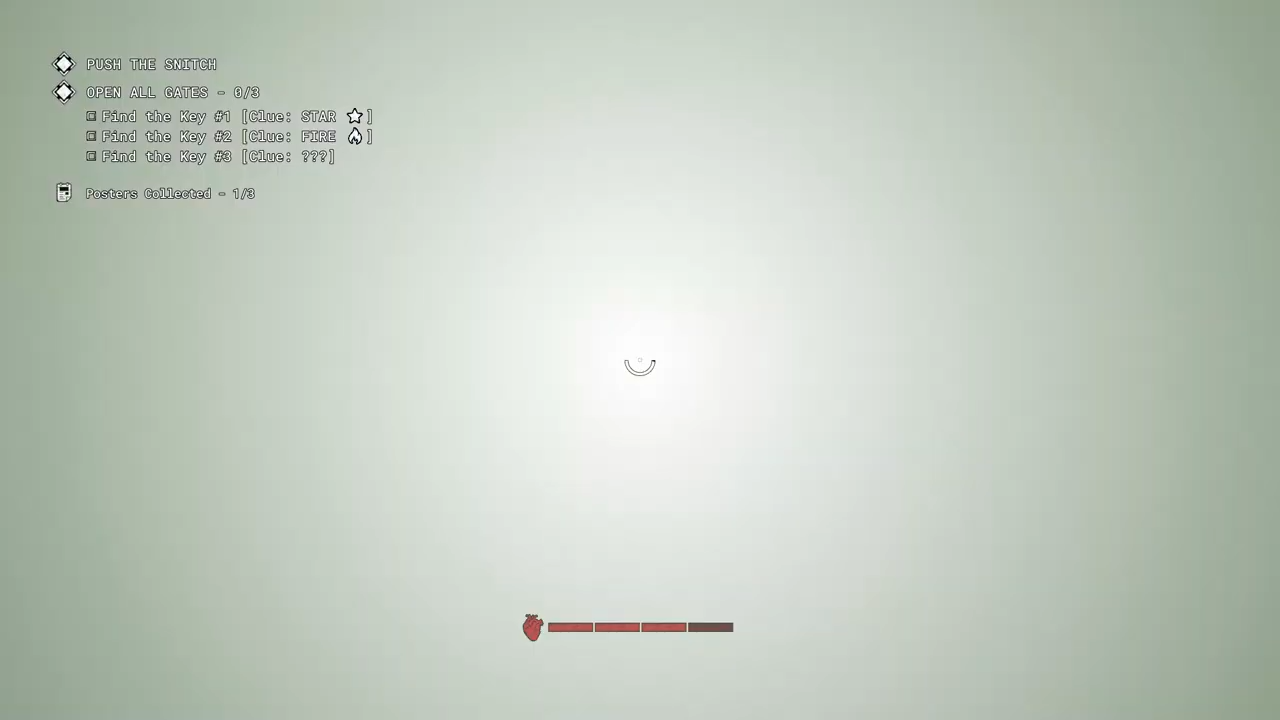 PUSH THE SNITCH
OPEN ALL GATES - 0/3
Find the Key #1 [Clue: STAR ]
Find the Key #2 [Clue: FIRE ]
Find the Key #3 [Clue: ???]
Posters Collected - 1/3